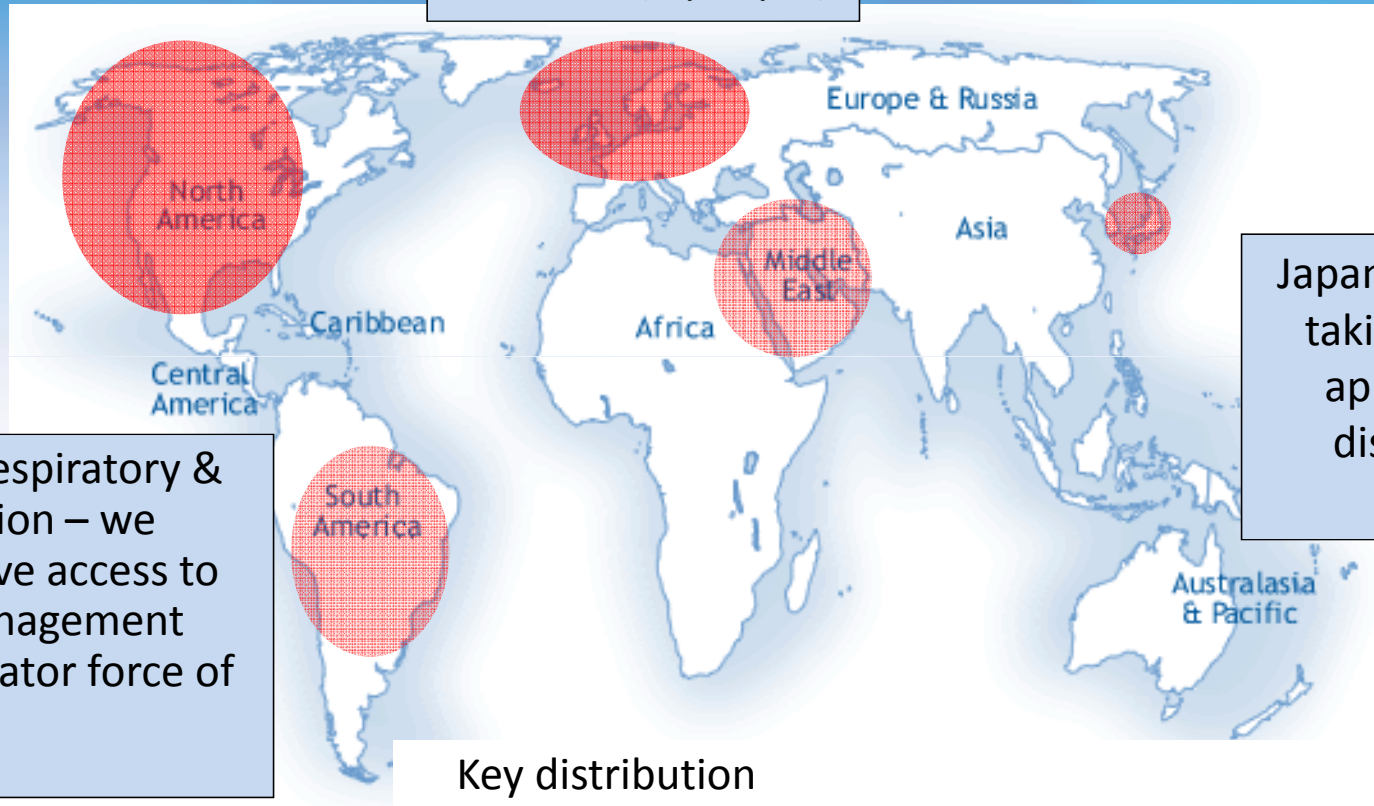 Europe & Russia
North
America
Asia
Middle
East
Caribbean
Africa
Central
America
South
America
Australasia
& Pacific
espiratory &
ion – we
ve access to
nagement
ator force of
Japan
taki
ap
dis
Key distribution